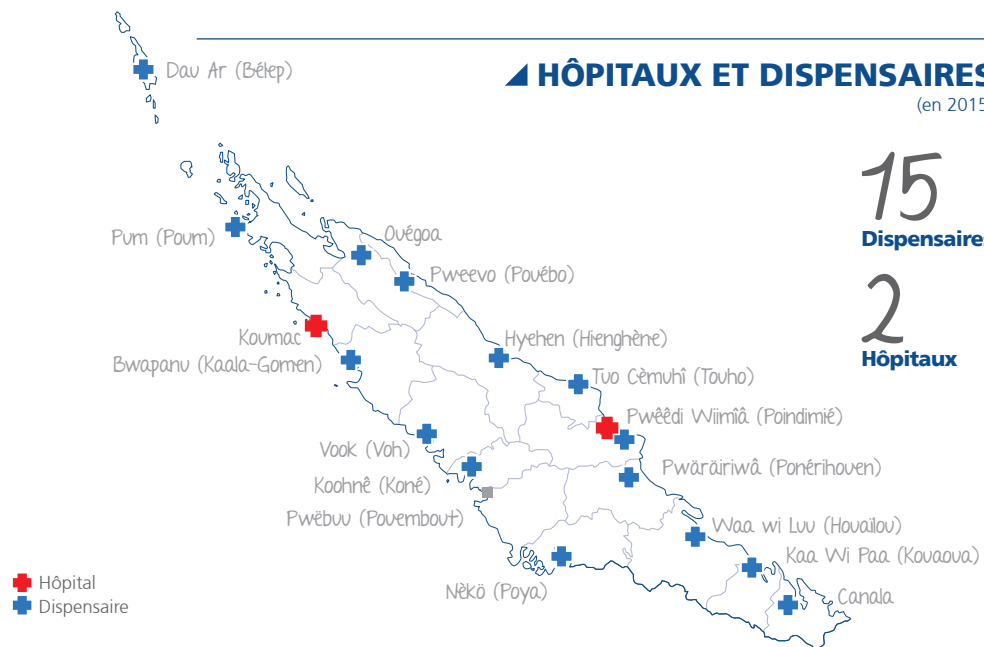 HÔPITAUX ET DISPENSAIRES
(en 2015
15
Dispensaires
2
Hôpitaux
Dau Ar (Bélep)
Pum (Poum)
Ouégoa
Pweevo (Pouébo)
Koumac
Bwapanu (Kaala-Gomen)
Hyehen (Hienghène)
Tuo Cèmuhî (Touho)
Pwêêdi Wiimîâ (Poindimié)
Vook (Voh)
Koohnê (Koné)
Pwäräiriwâ (Ponérihouen)
Pwëbuu (Pouembout)
Waa wi Luu (Houaïlou)
Kaa Wi Paa (Kouaoua)
Nèkö (Poya)
Canala
Hôpital
Dispensaire